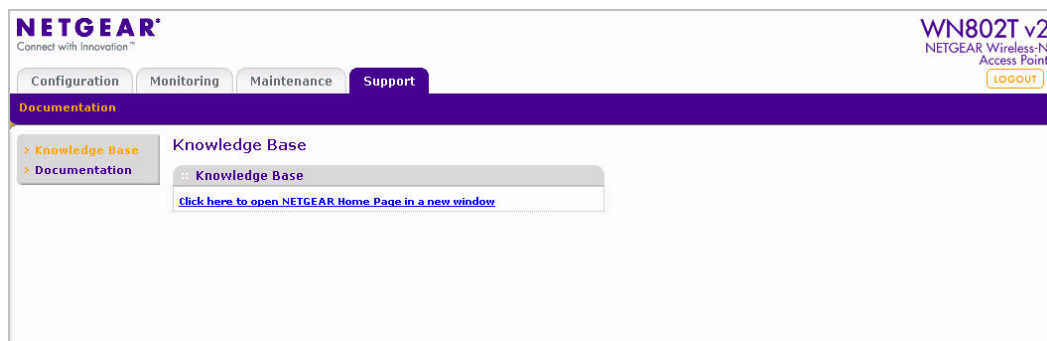 NETGEAR®
Connect with Innovation™
WN802T v2
NETGEAR Wireless-N
Access Point
LOGOUT
Configuration Monitoring Maintenance Support
Documentation
Knowledge Base
Documentation
Knowledge Base
Knowledge Base
Click here to open NETGEAR Home Page in a new window